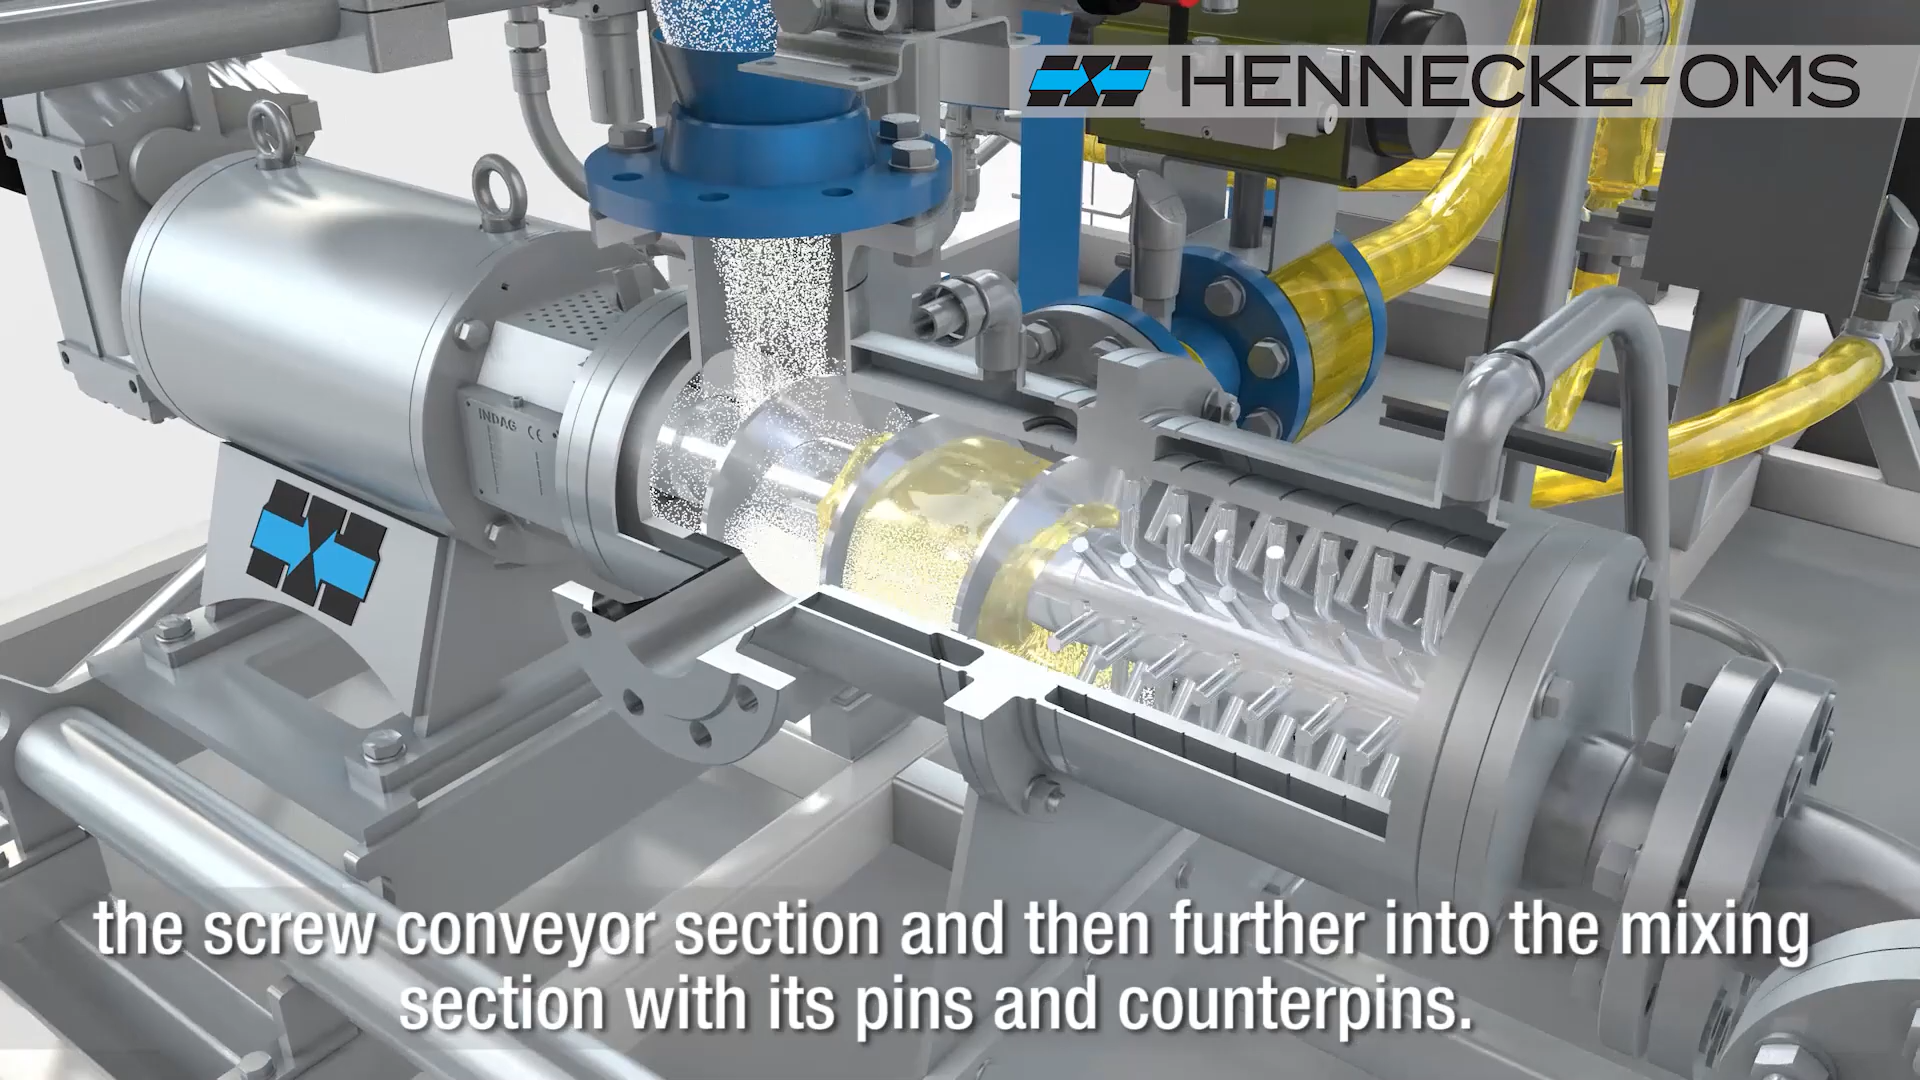 HENNECKE-OMS
INDAG CE
the screw conveyor section and then further into the mixing
section with its pins and counterpins.